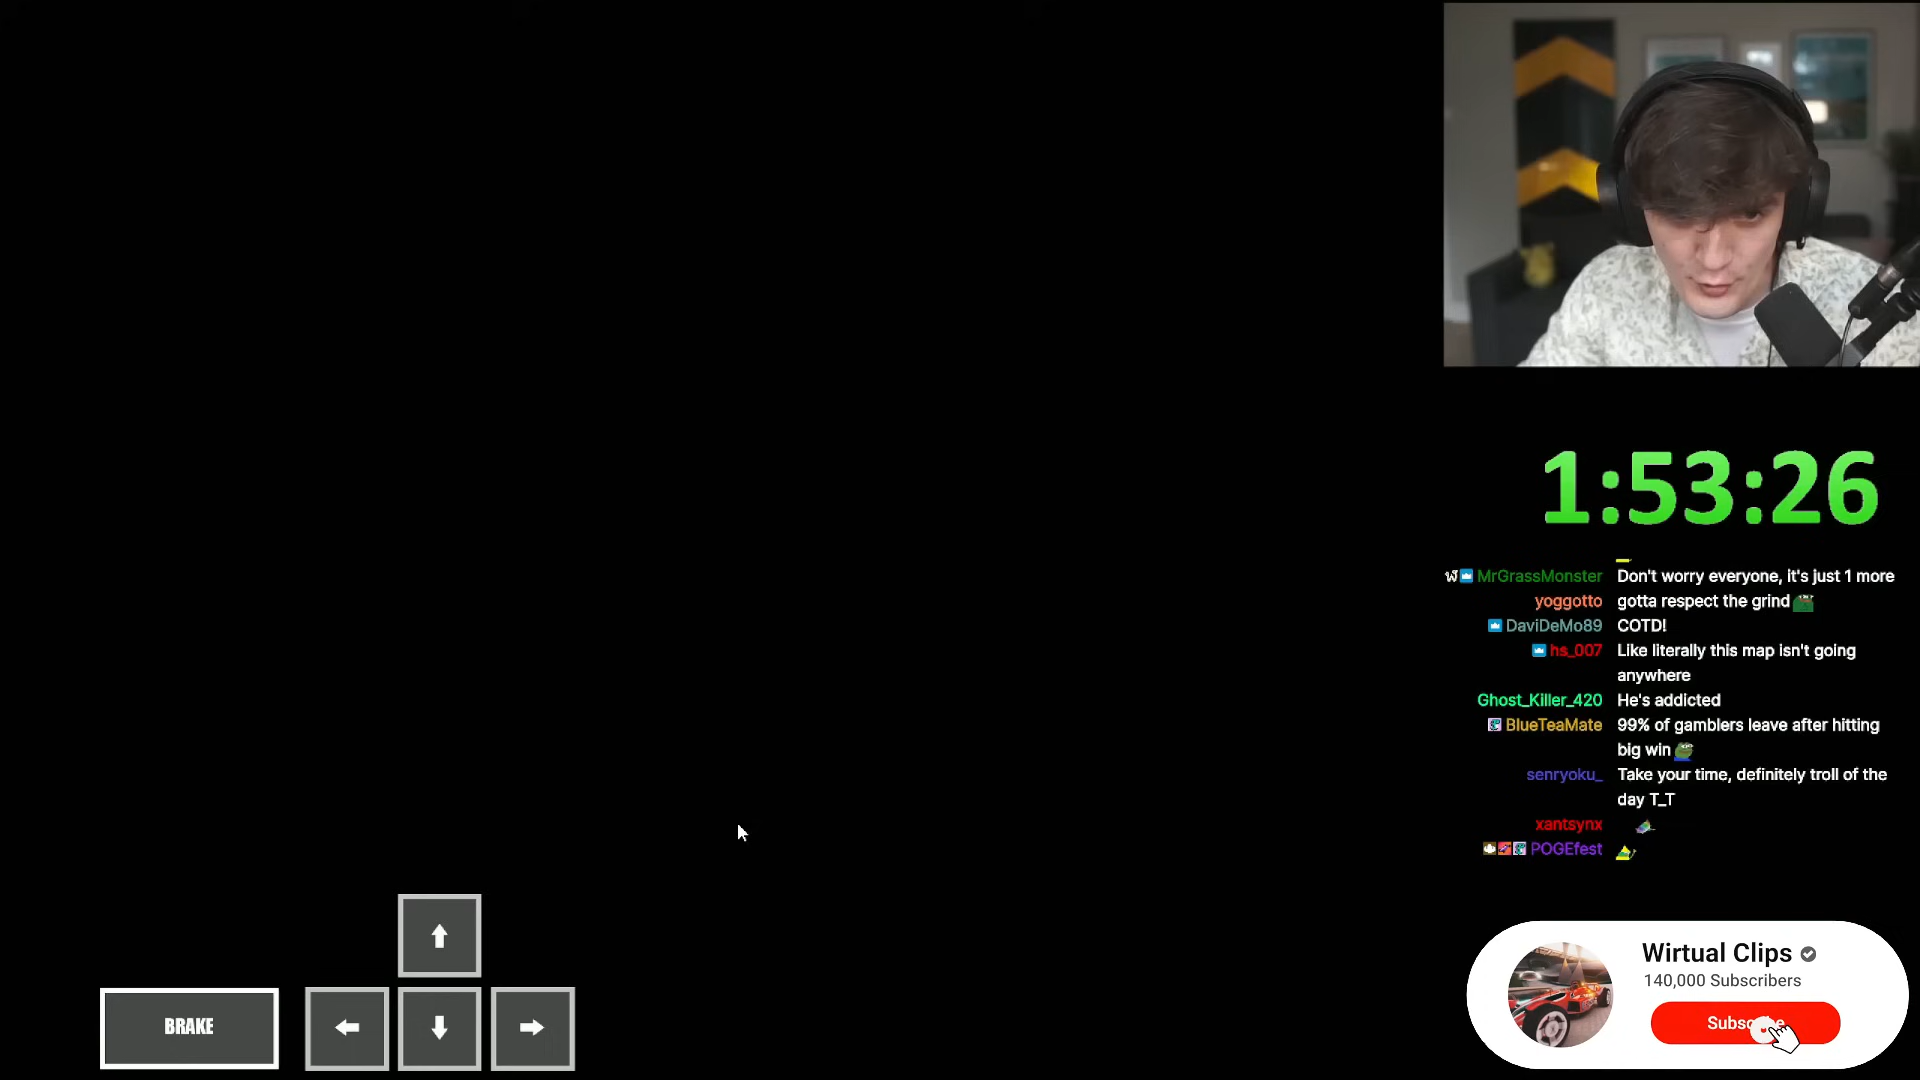 1:53:26
MrGrassMonster Don't worry everyone, it's just 1 more
yoggotto gotta respect the grind
DaviDeMo89 COTD!
hs_007 Like literally this map isn't going
anywhere
Ghost_Killer_420 He's addicted
BlueTeaMate 99% of gamblers leave after hitting
big win
senryoku_ Take your time, definitely troll of the
day T_T
xantsynx
POGEfest
BRAKE
Wirtual Clips
140,000 Subscribers
Subscribe